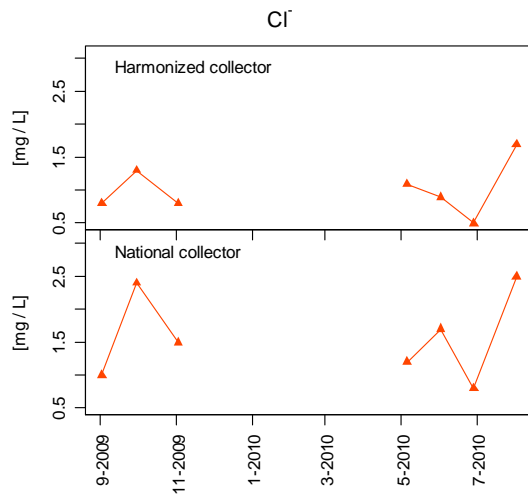 Cl-
Harmonized collector
[mg / L]
2.5
1.5
0.5
National collector
[mg / L]
2.5
1.5
0.5
9-2009
11-2009
1-2010
3-2010
5-2010
7-2010